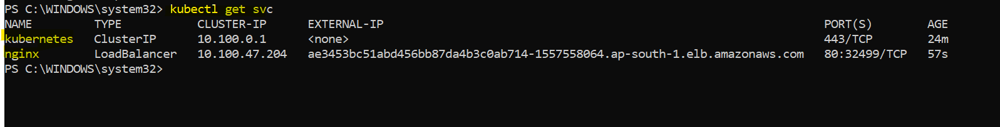 PS C:\WINDOWS\system32> kubectl get svc
NAME TYPE CLUSTER-IP EXTERNAL-IP PORT(S) AGE
kubernetes ClusterIP 10.100.0.1 <none> 443/TCP 24m
nginx LoadBalancer 10.100.47.204 ae3453bc51abd456bb87da4b3c0ab714-1557558064.ap-south-1.elb.amazonaws.com 80:32499/TCP 57s
PS C:\WINDOWS\system32>